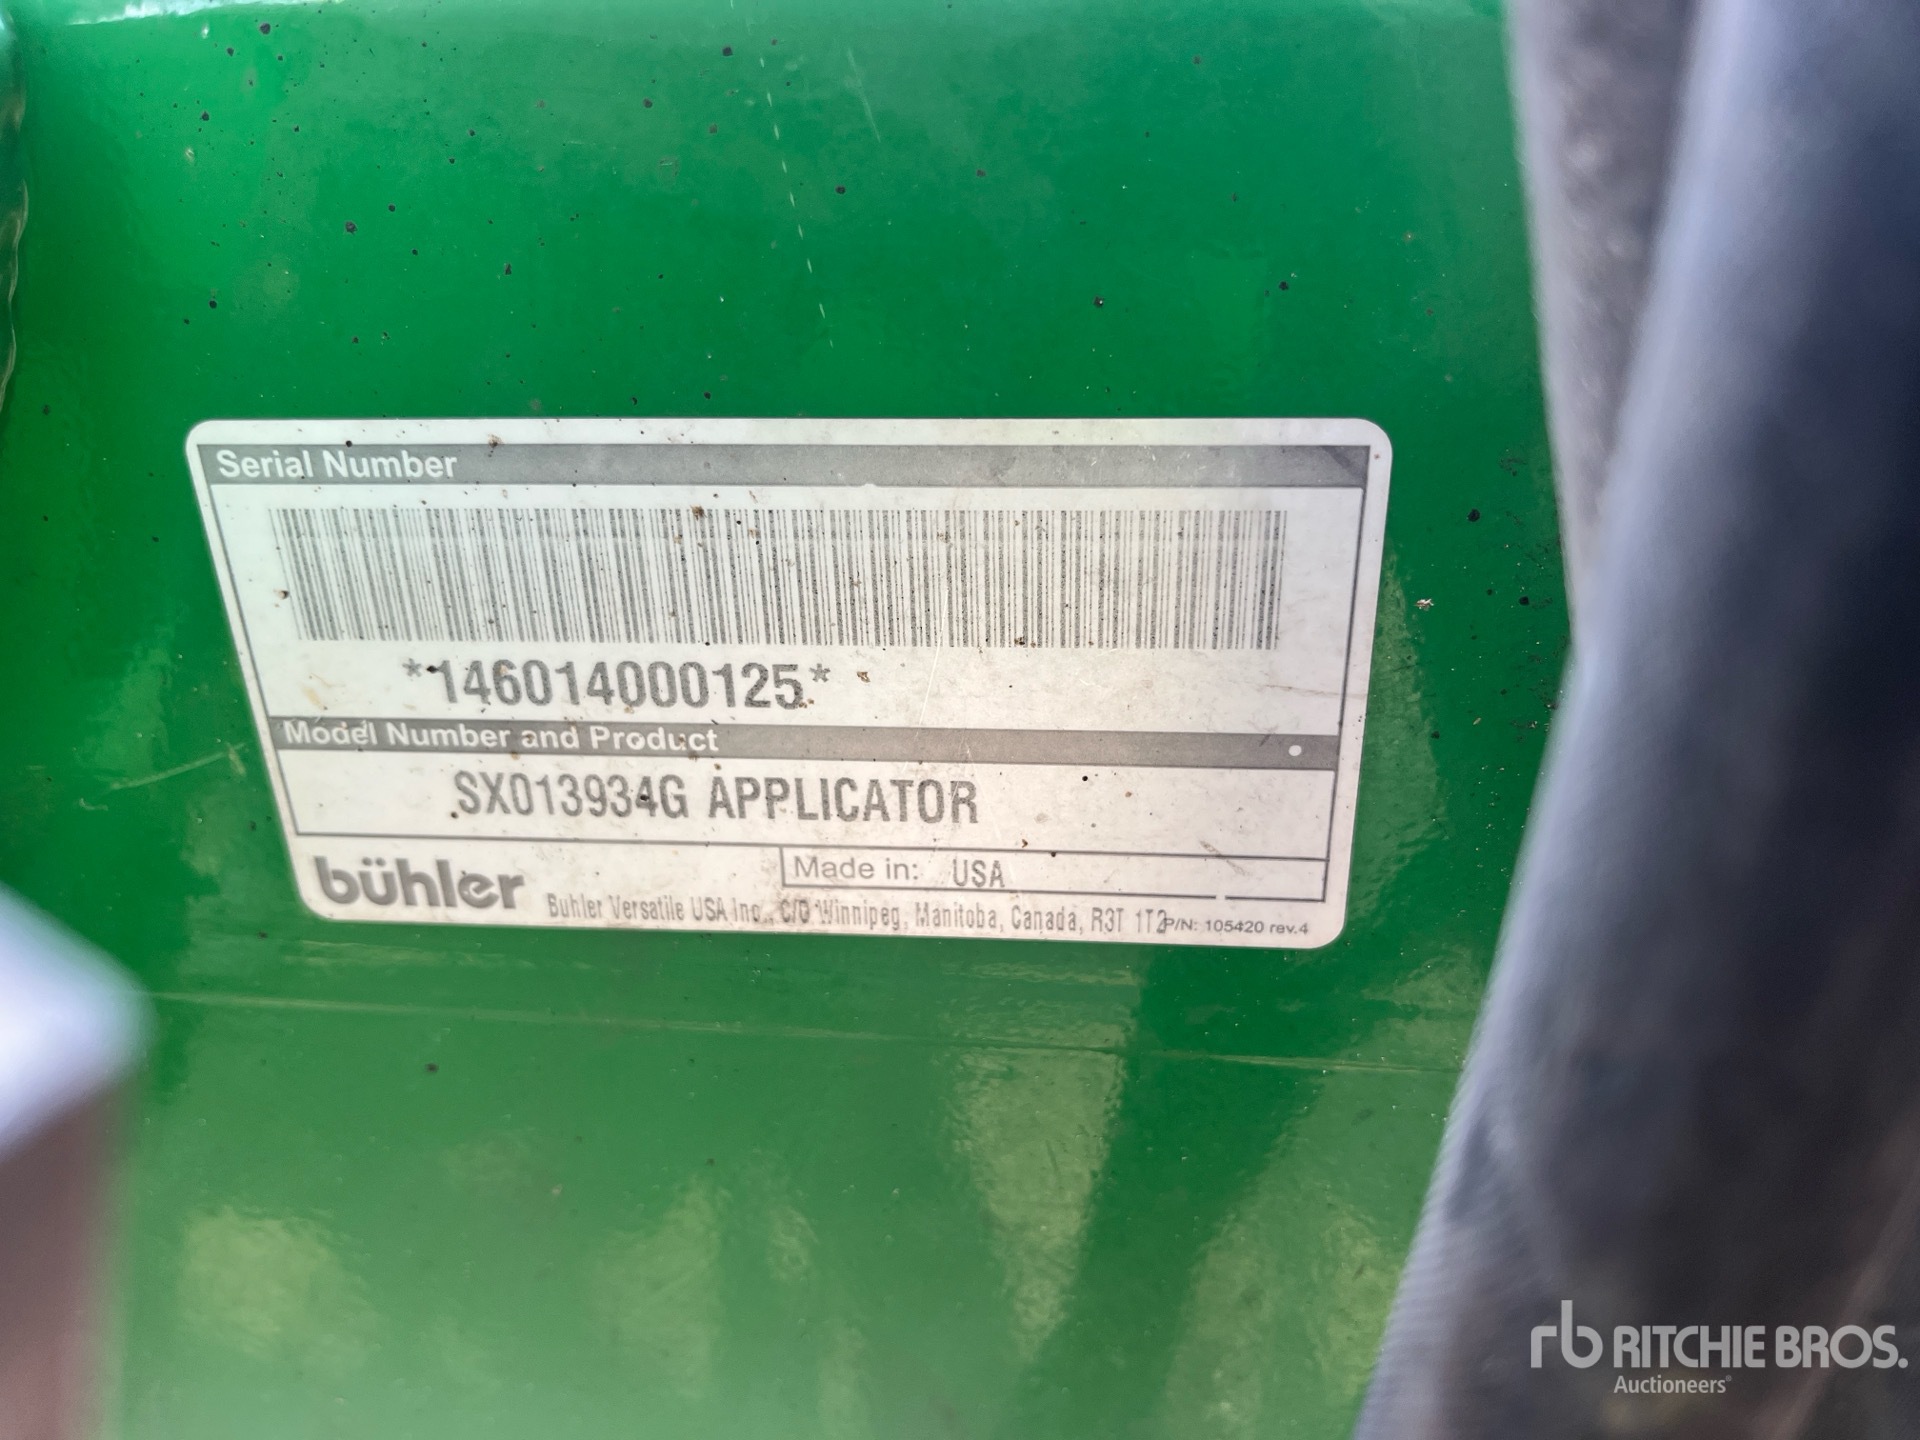 Serial Number
*146014000125*
Model Number and Product
SX013934G APPLICATOR
bühler
Made in: USA
Buhler Versatile USA Inc., C/O Winnipeg, Manitoba, Canada, R3T 1T2
P/N: 105420 rev.4
rb RITCHIE BROS.
Auctioneers®